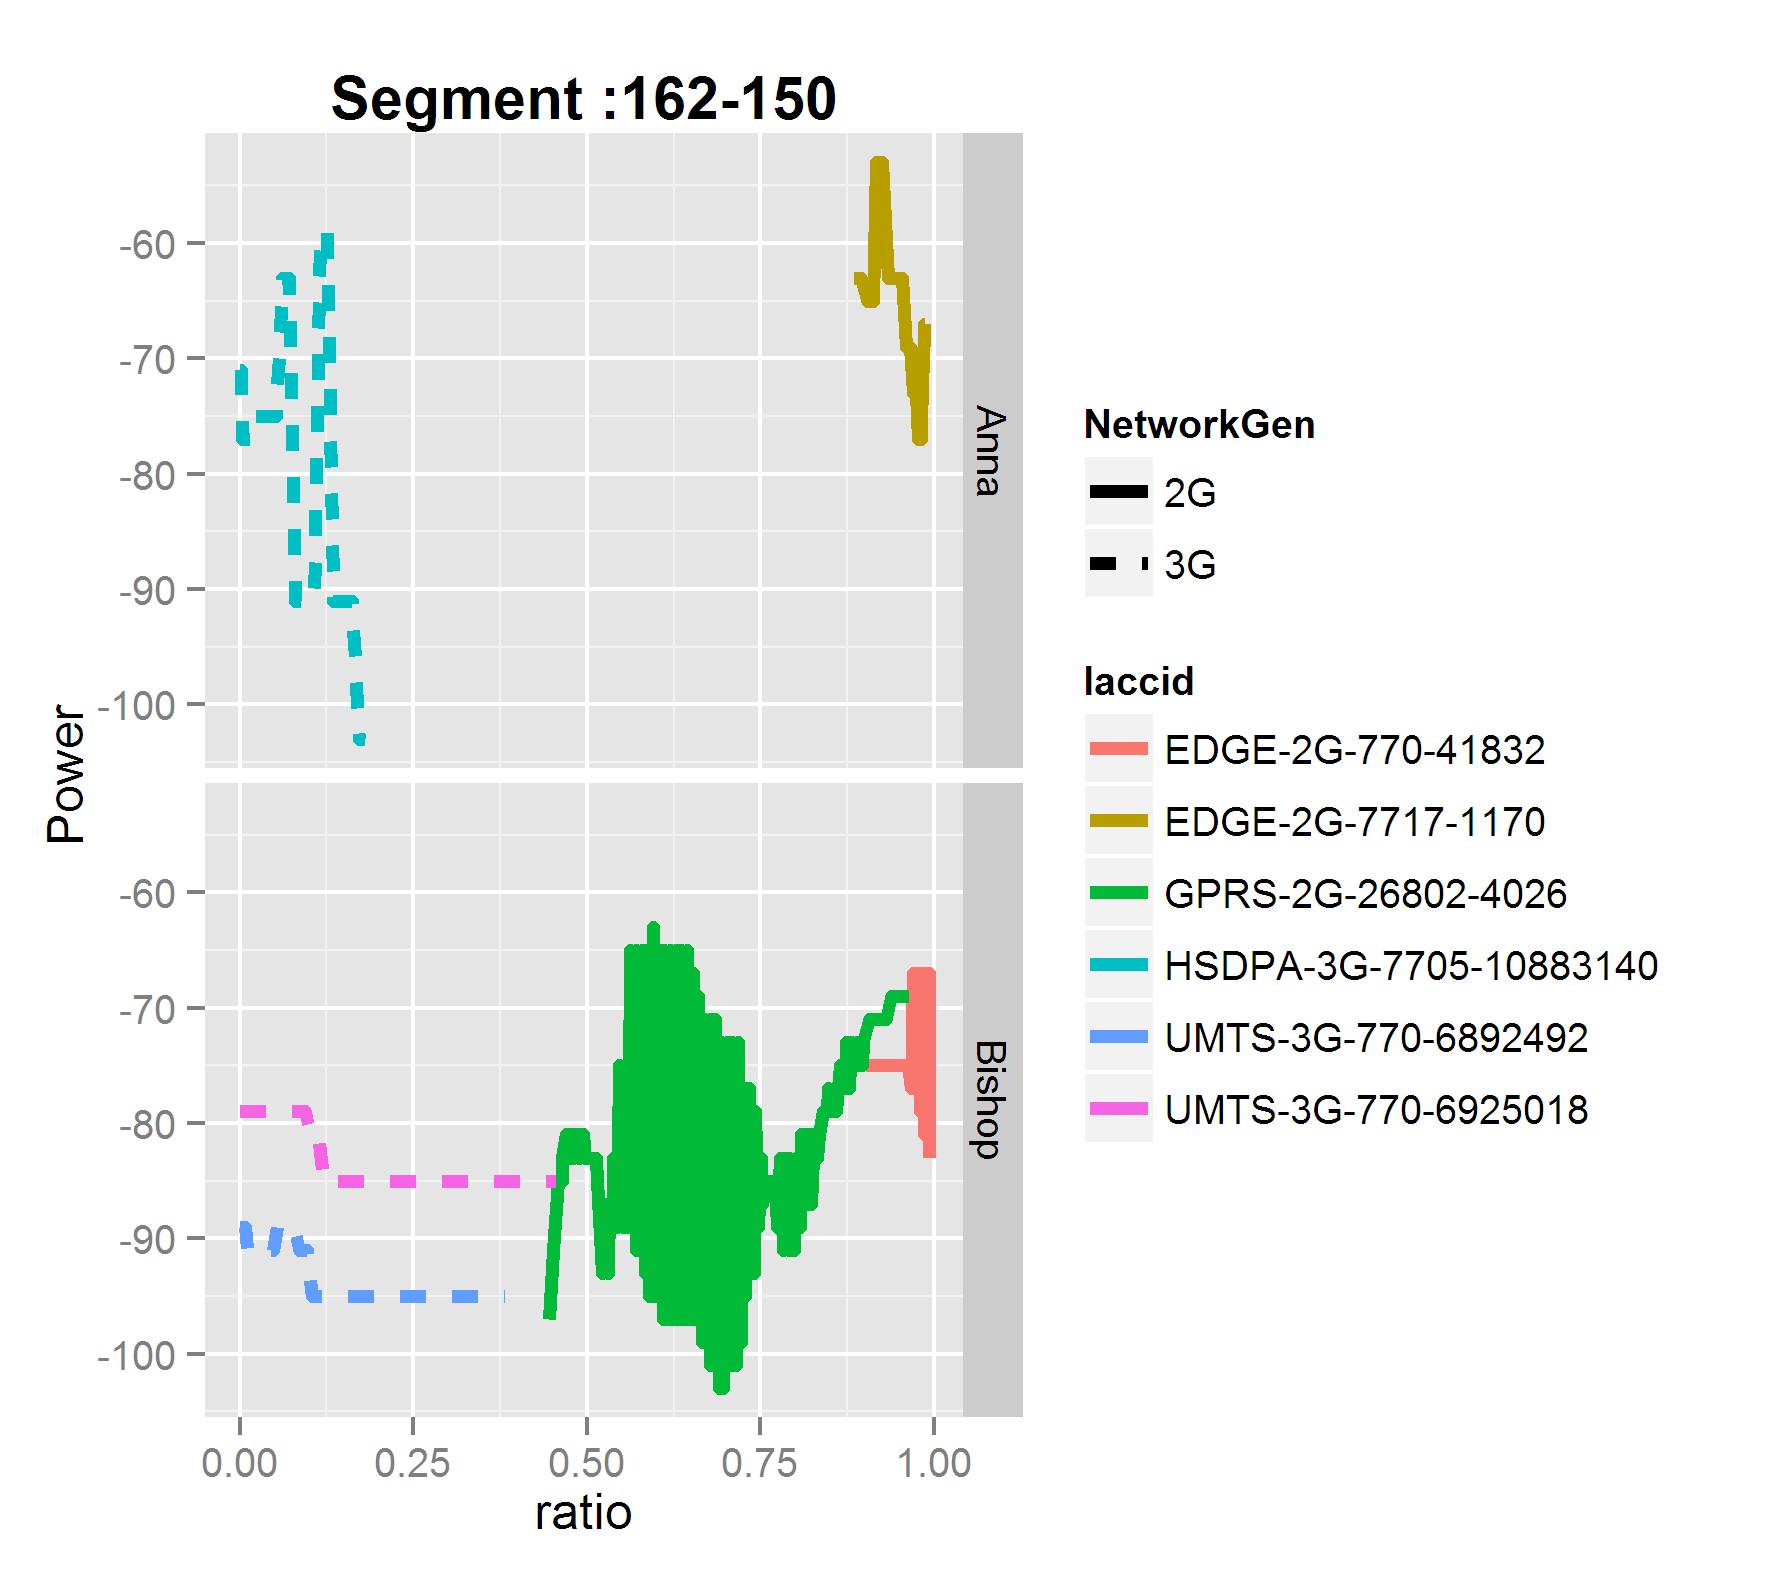 Segment :162-150
Power
-60
-70
-80
-90
-100
Anna
-60
-70
-80
-90
-100
Bishop
0.00 0.25 0.50 0.75 1.00
ratio
NetworkGen
2G
3G
laccid
EDGE-2G-770-41832
EDGE-2G-7717-1170
GPRS-2G-26802-4026
HSDPA-3G-7705-10883140
UMTS-3G-770-6892492
UMTS-3G-770-6925018